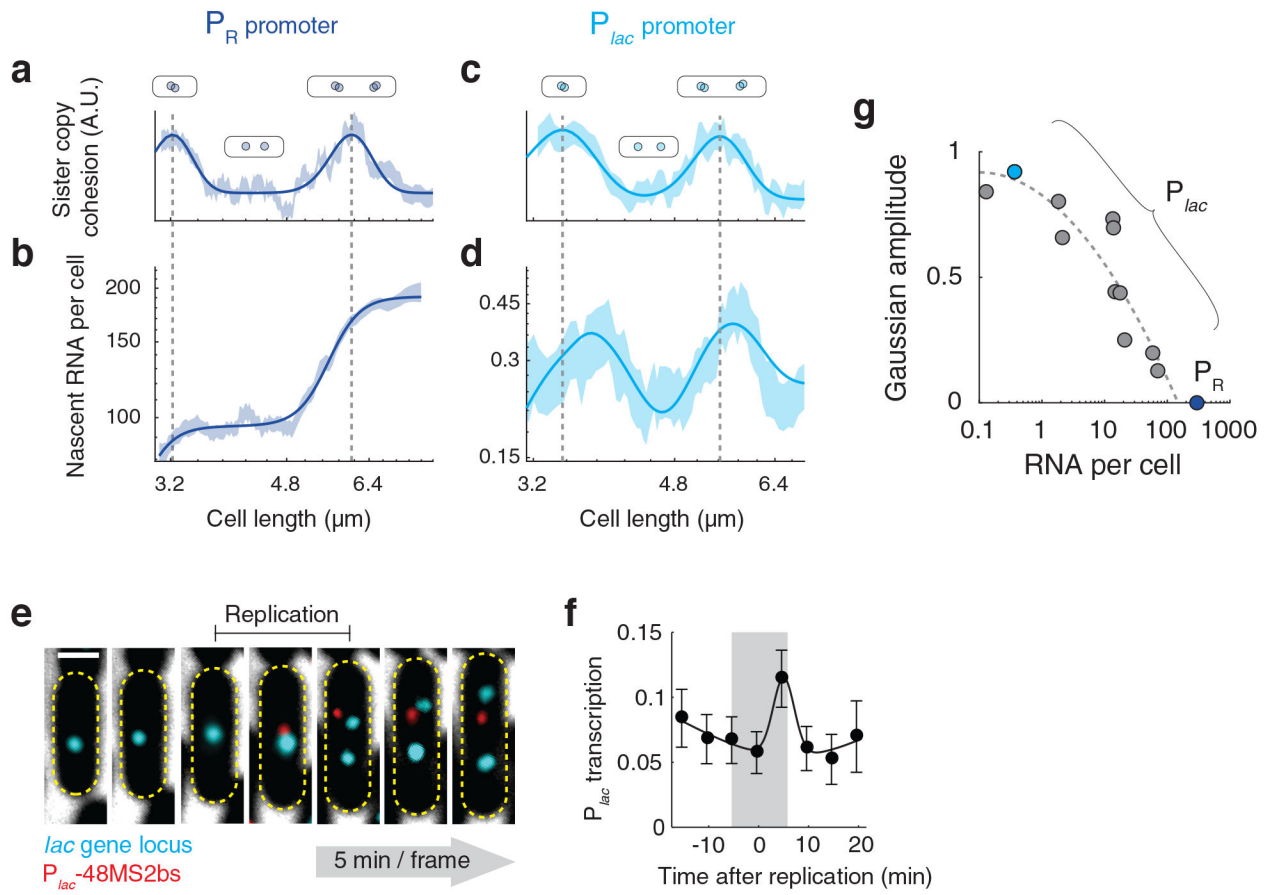 P_R promoter
P_lac promoter
a
Sister copy
cohesion (A.U.)
c
b
Nascent RNA per cell
200
150
100
3.2
4.8
6.4
Cell length (µm)
d
0.45
0.3
0.15
3.2
4.8
6.4
Cell length (µm)
g
Gaussian amplitude
1
0.5
0
0.1
1
10
100
1000
RNA per cell
P_lac
P_R
e
Replication
lac gene locus
P_lac-48MS2bs
5 min / frame
f
P_lac transcription
0.15
0.1
0.05
0
-10
0
10
20
Time after replication (min)